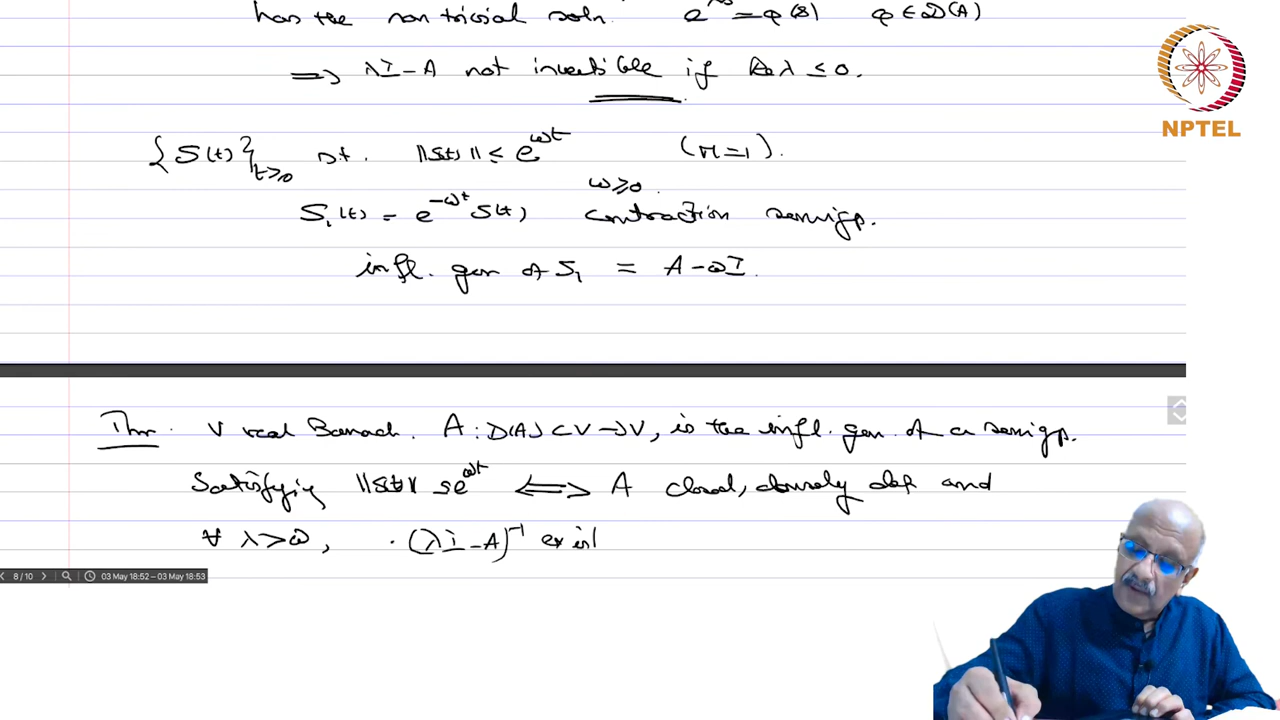 has the non trivial soln. e^{λs} = φ(s) φ ∈ D(A)
⟹ λI - A not invertible if Re λ ≤ 0.
NPTEL
{S(t)}_{t≥0} s.t. ||S(t)|| ≤ e^{ωt} (M=1).
ω ≥ 0.
S₁(t) = e^{-ωt} S(t) contraction semigp.
infl. gen of S₁ = A - ωI.
Thm. V real Banach. A : D(A) ⊂ V → V, is the infl. gen. of a semigp.
Satisfying ||S(t)|| ≤ e^{ωt} ⟺ A closed, densely def and
∀ λ > ω, · (λI - A)^{-1} exist
8 / 10 03 May 18:52 – 03 May 18:53